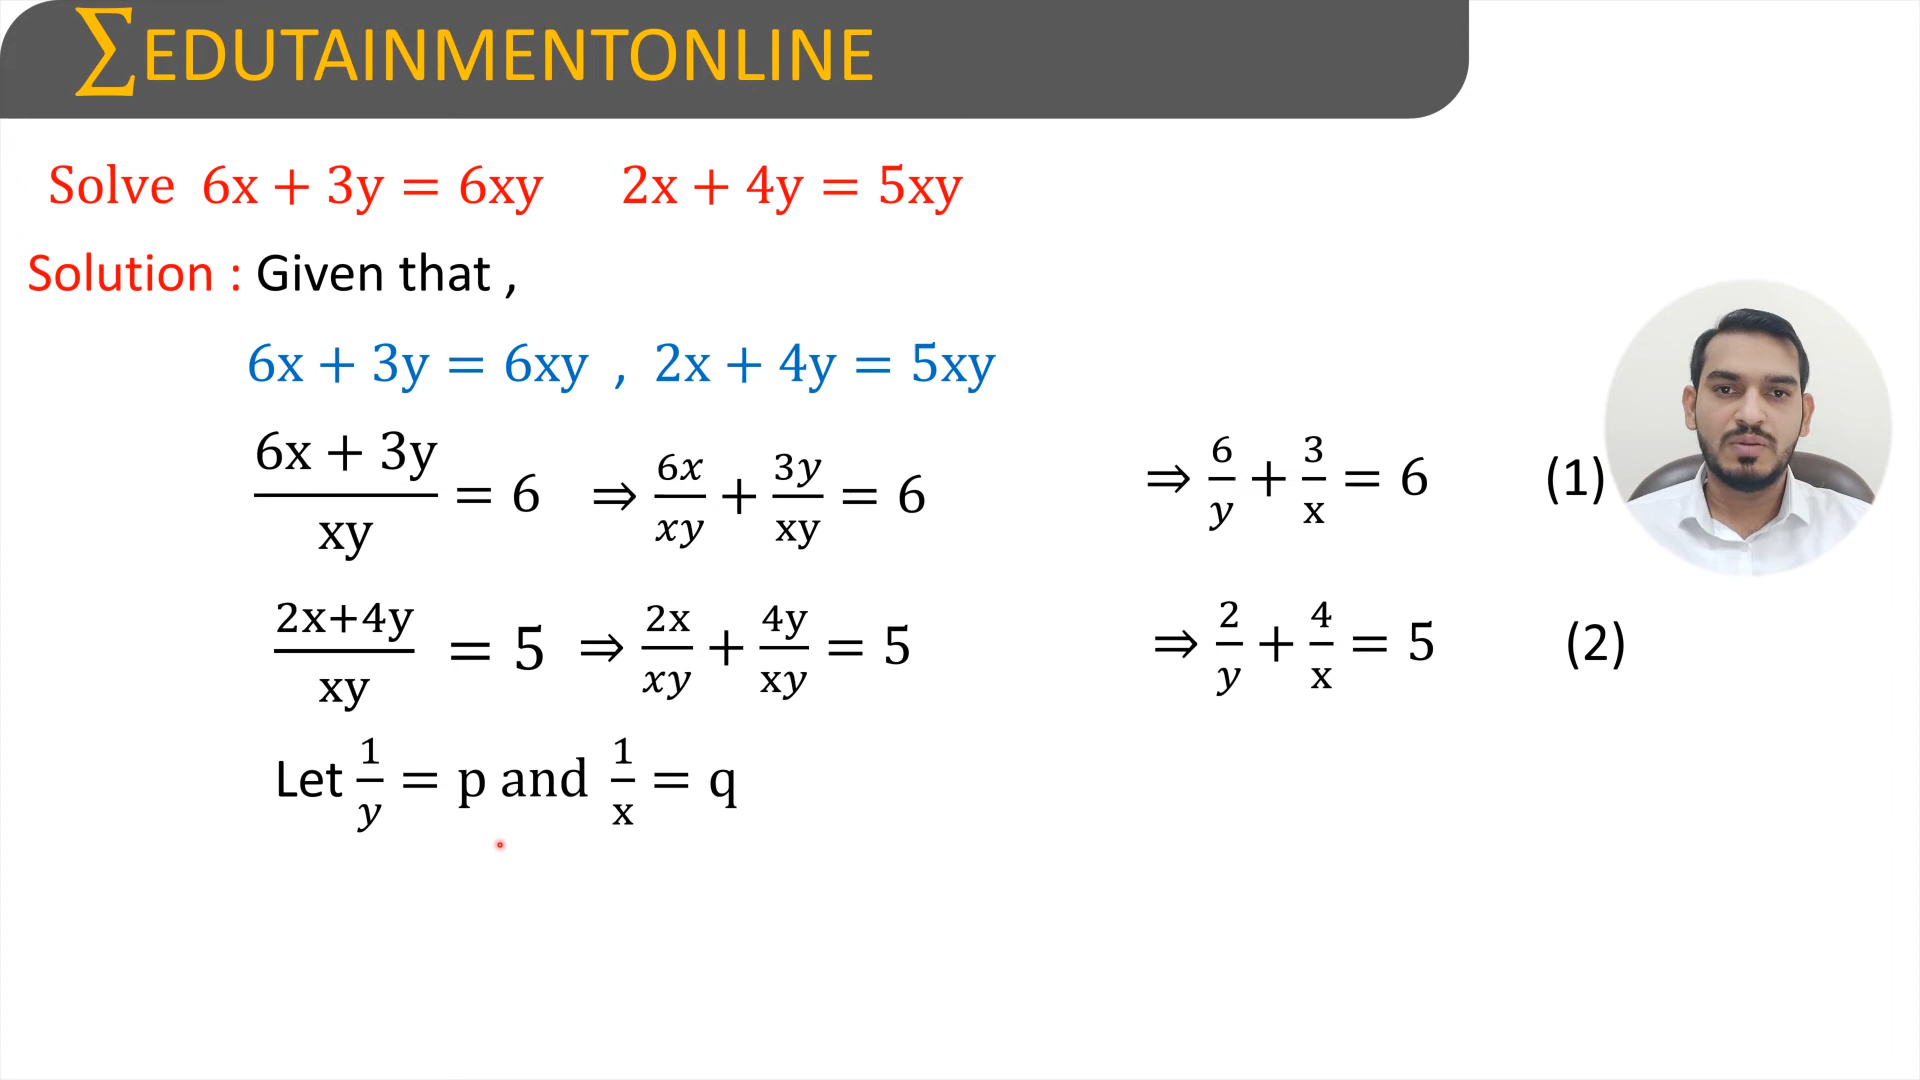 ∑EDUTAINMENTONLINE
Solve 6x + 3y = 6xy 2x + 4y = 5xy
Solution : Given that ,
6x + 3y = 6xy , 2x + 4y = 5xy
(6x + 3y)/xy = 6 ⇒ 6x/xy + 3y/xy = 6 ⇒ 6/y + 3/x = 6 (1)
(2x+4y)/xy = 5 ⇒ 2x/xy + 4y/xy = 5 ⇒ 2/y + 4/x = 5 (2)
Let 1/y = p and 1/x = q